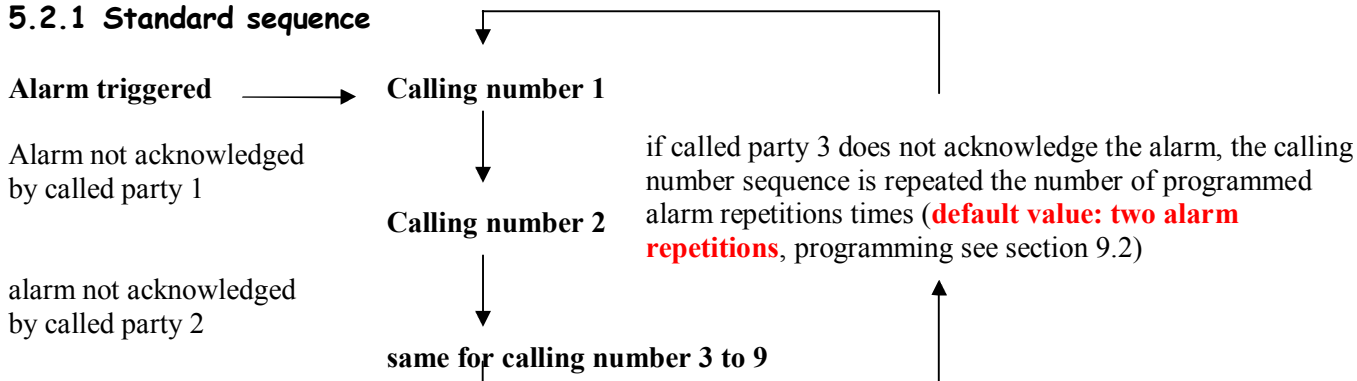 5.2.1 Standard sequence
Alarm triggered
Calling number 1
Alarm not acknowledged
by called party 1
if called party 3 does not acknowledge the alarm, the calling
number sequence is repeated the number of programmed
alarm repetitions times (default value: two alarm
repetitions, programming see section 9.2)
Calling number 2
alarm not acknowledged
by called party 2
same for calling number 3 to 9